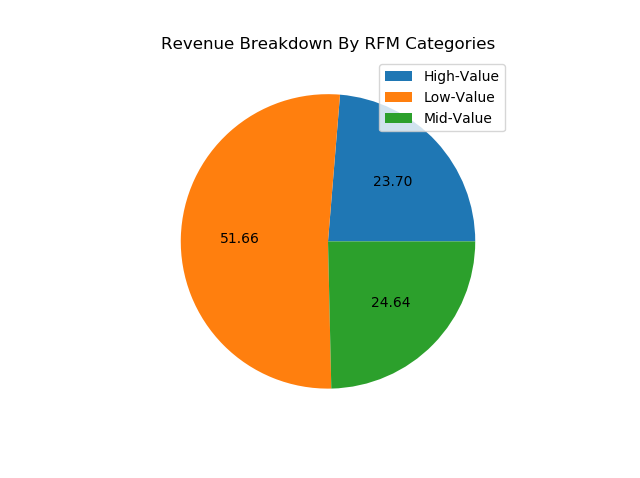 Revenue Breakdown By RFM Categories
High-Value
Low-Value
Mid-Value
23.70
51.66
24.64